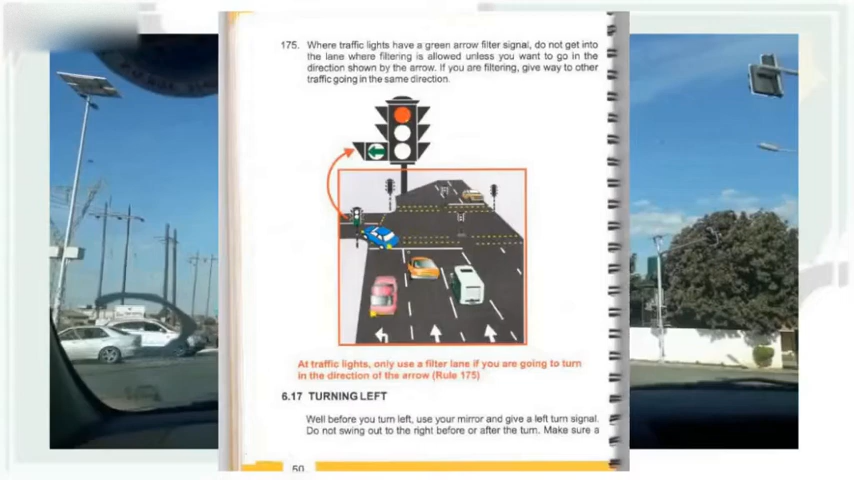 175. Where traffic lights have a green arrow filter signal, do not get into
the lane where filtering is allowed unless you want to go in the
direction shown by the arrow. If you are filtering, give way to other
traffic going in the same direction.
At traffic lights, only use a filter lane if you are going to turn
in the direction of the arrow (Rule 175)
6.17 TURNING LEFT
Well before you turn left, use your mirror and give a left turn signal.
Do not swing out to the right before or after the turn. Make sure a
50